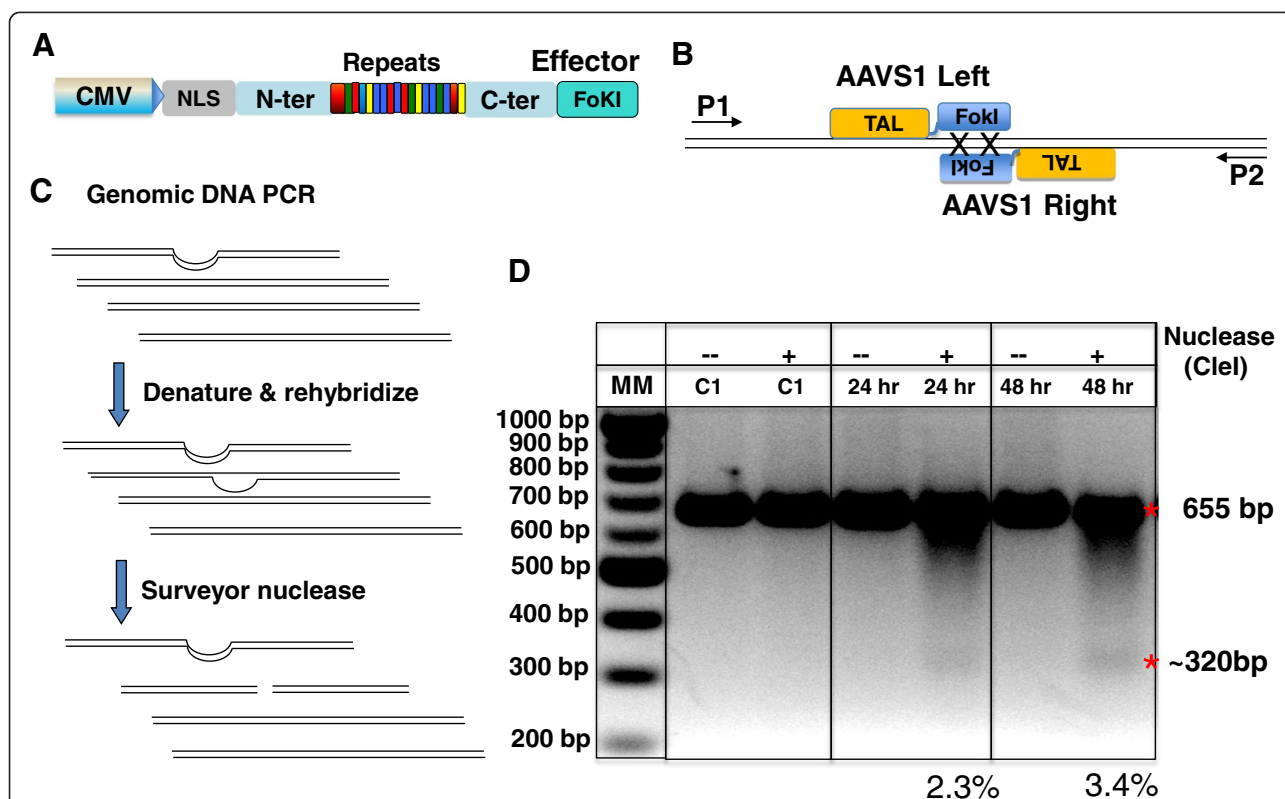 A
CMV
NLS
N-ter
Repeats
C-ter
Effector
FoKI
B
AAVS1 Left
P1
TAL
FokI
FokI
TAL
P2
AAVS1 Right
C
Genomic DNA PCR
Denature & rehybridize
Surveyor nuclease
D
-- + -- + -- + Nuclease
(CleI)
MM C1 C1 24 hr 24 hr 48 hr 48 hr
1000 bp
900 bp
800 bp
700 bp
600 bp
500 bp
400 bp
300 bp
200 bp
* 655 bp
* ~320bp
2.3% 3.4%